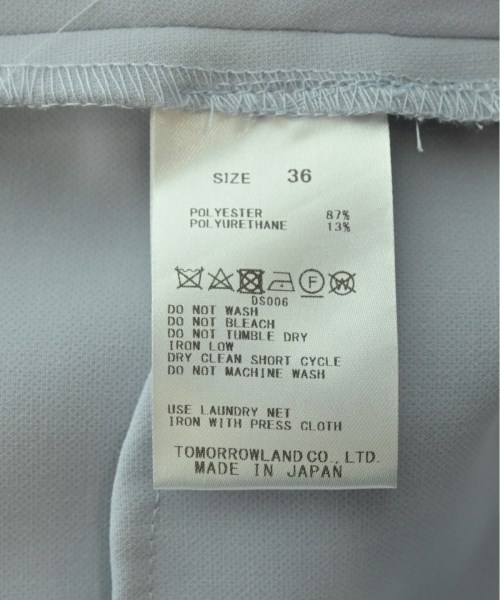 SIZE 36
POLYESTER 87%
POLYURETHANE 13%
F W
DS006
DO NOT WASH
DO NOT BLEACH
DO NOT TUMBLE DRY
IRON LOW
DRY CLEAN SHORT CYCLE
DO NOT MACHINE WASH
USE LAUNDRY NET
IRON WITH PRESS CLOTH
TOMORROWLAND CO., LTD.
MADE IN JAPAN